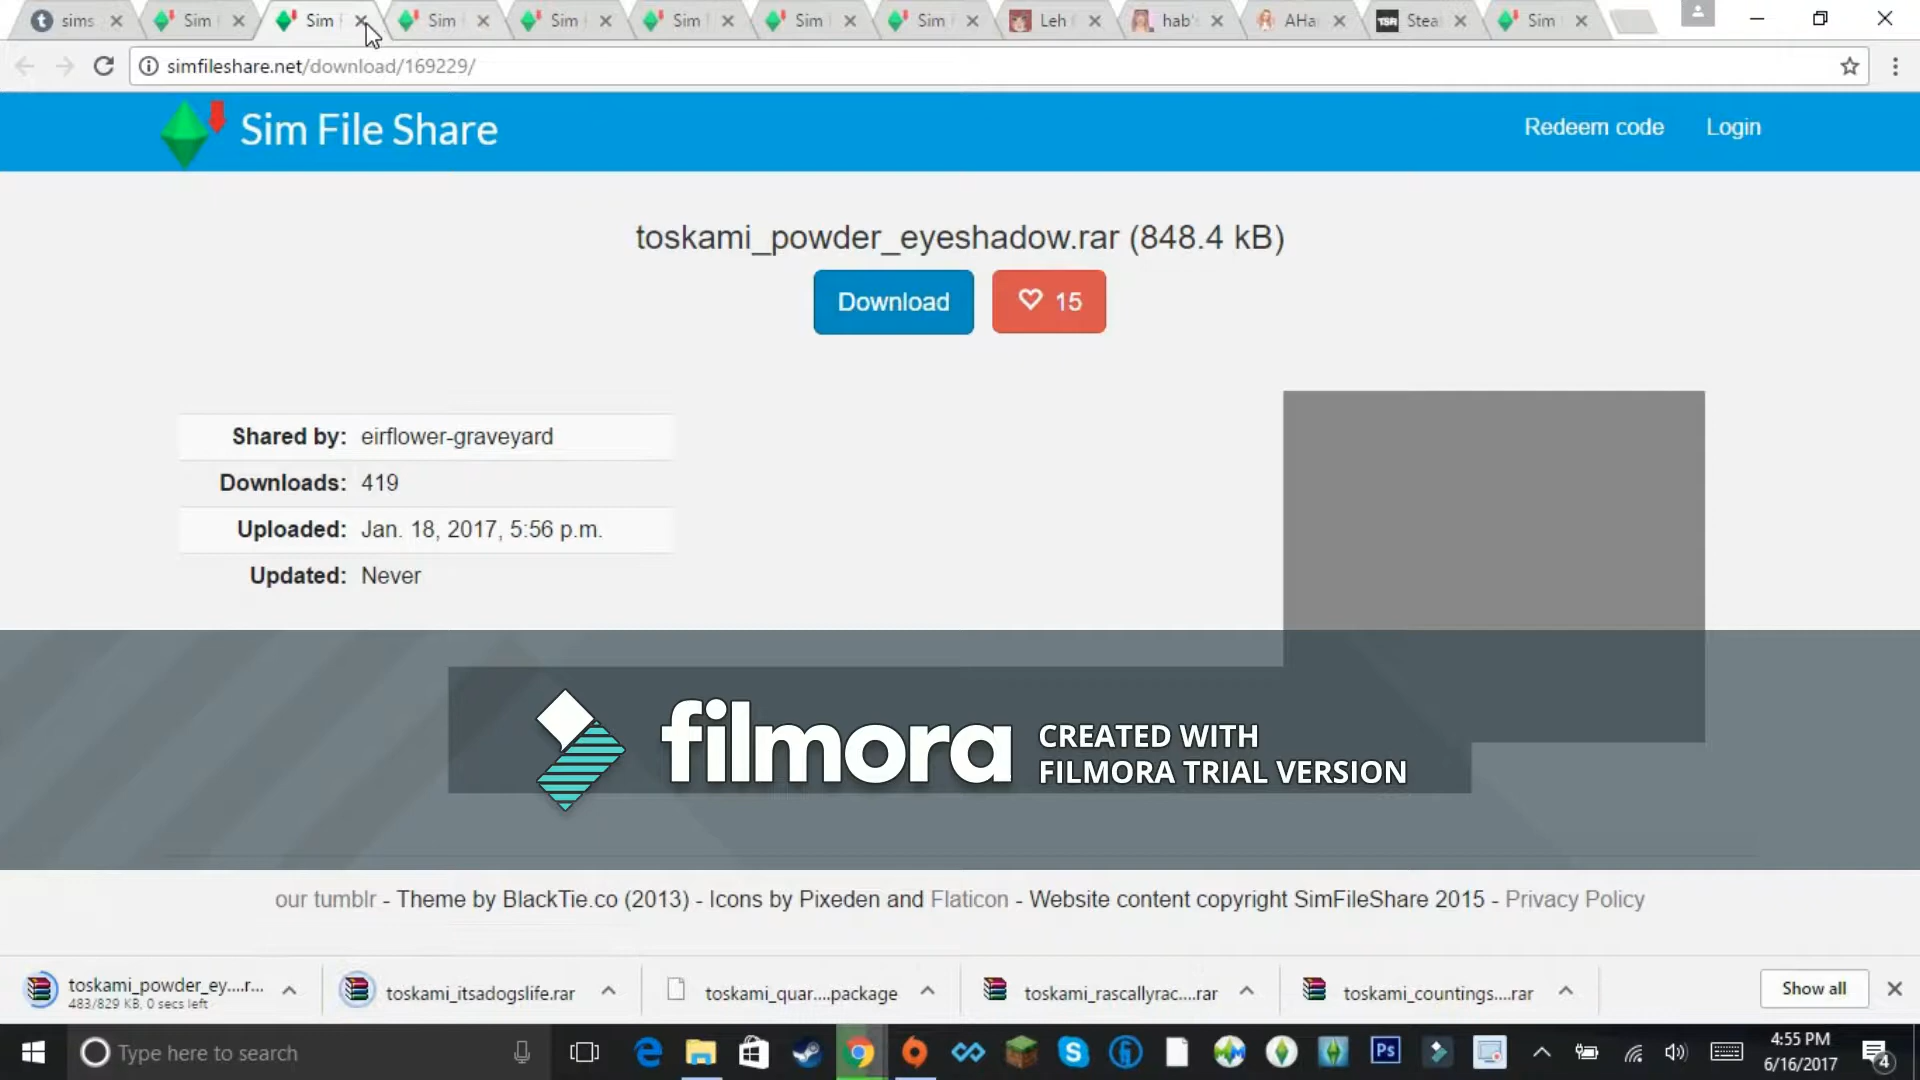 sims Sim Sim Sim Sim Sim Sim Sim Leh hab's AHa TSR Stea Sim
simfileshare.net/download/169229/
Sim File Share Redeem code Login
toskami_powder_eyeshadow.rar (848.4 kB)
Download 15
Shared by: eirflower-graveyard
Downloads: 419
Uploaded: Jan. 18, 2017, 5:56 p.m.
Updated: Never
filmora CREATED WITH
FILMORA TRIAL VERSION
our tumblr - Theme by BlackTie.co (2013) - Icons by Pixeden and Flaticon - Website content copyright SimFileShare 2015 - Privacy Policy
toskami_powder_ey....r... toskami_itsadogslife.rar toskami_quar....package toskami_rascallyrac....rar toskami_countings....rar Show all
483/829 KB, 0 secs left
Type here to search Ps 4:55 PM
6/16/2017 4